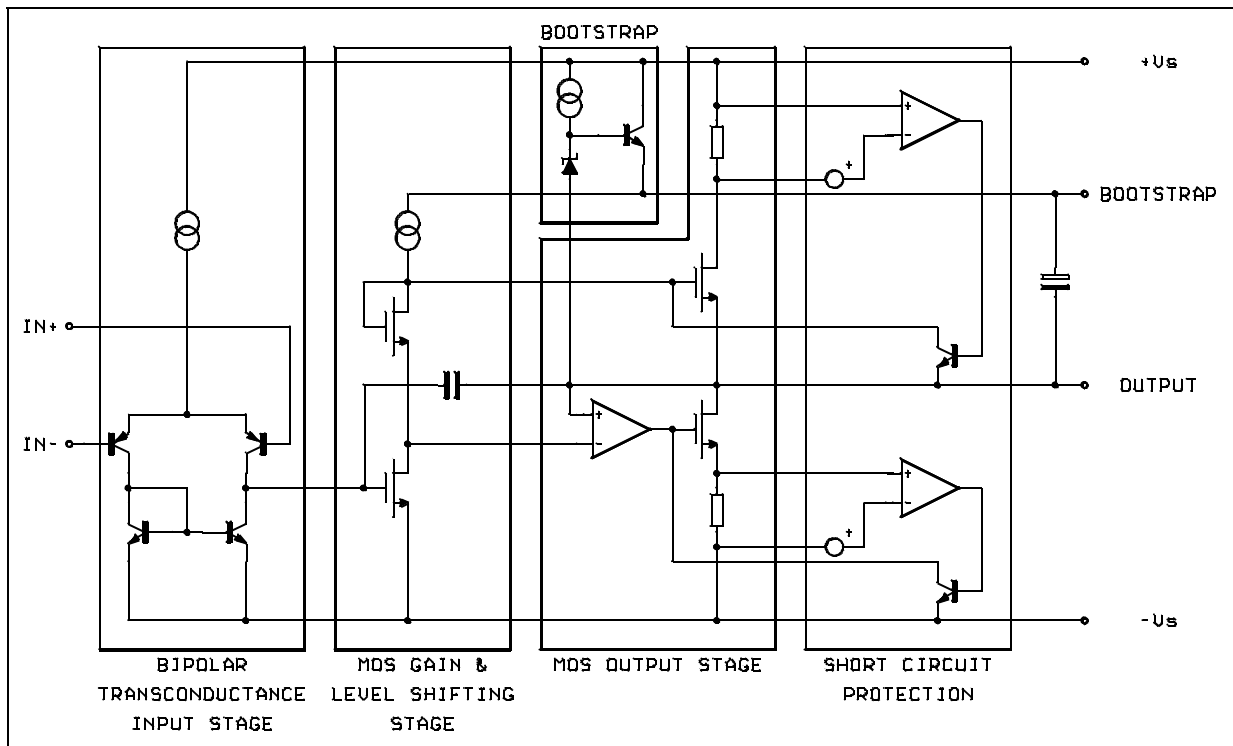 BOOTSTRAP
+Vs
+
-
+
BOOTSTRAP
IN+
OUTPUT
IN-
+
-
+
-
+
-Vs
BIPOLAR
TRANSCONDUCTANCE
INPUT STAGE
MOS GAIN &
LEVEL SHIFTING
STAGE
MOS OUTPUT STAGE
SHORT CIRCUIT
PROTECTION